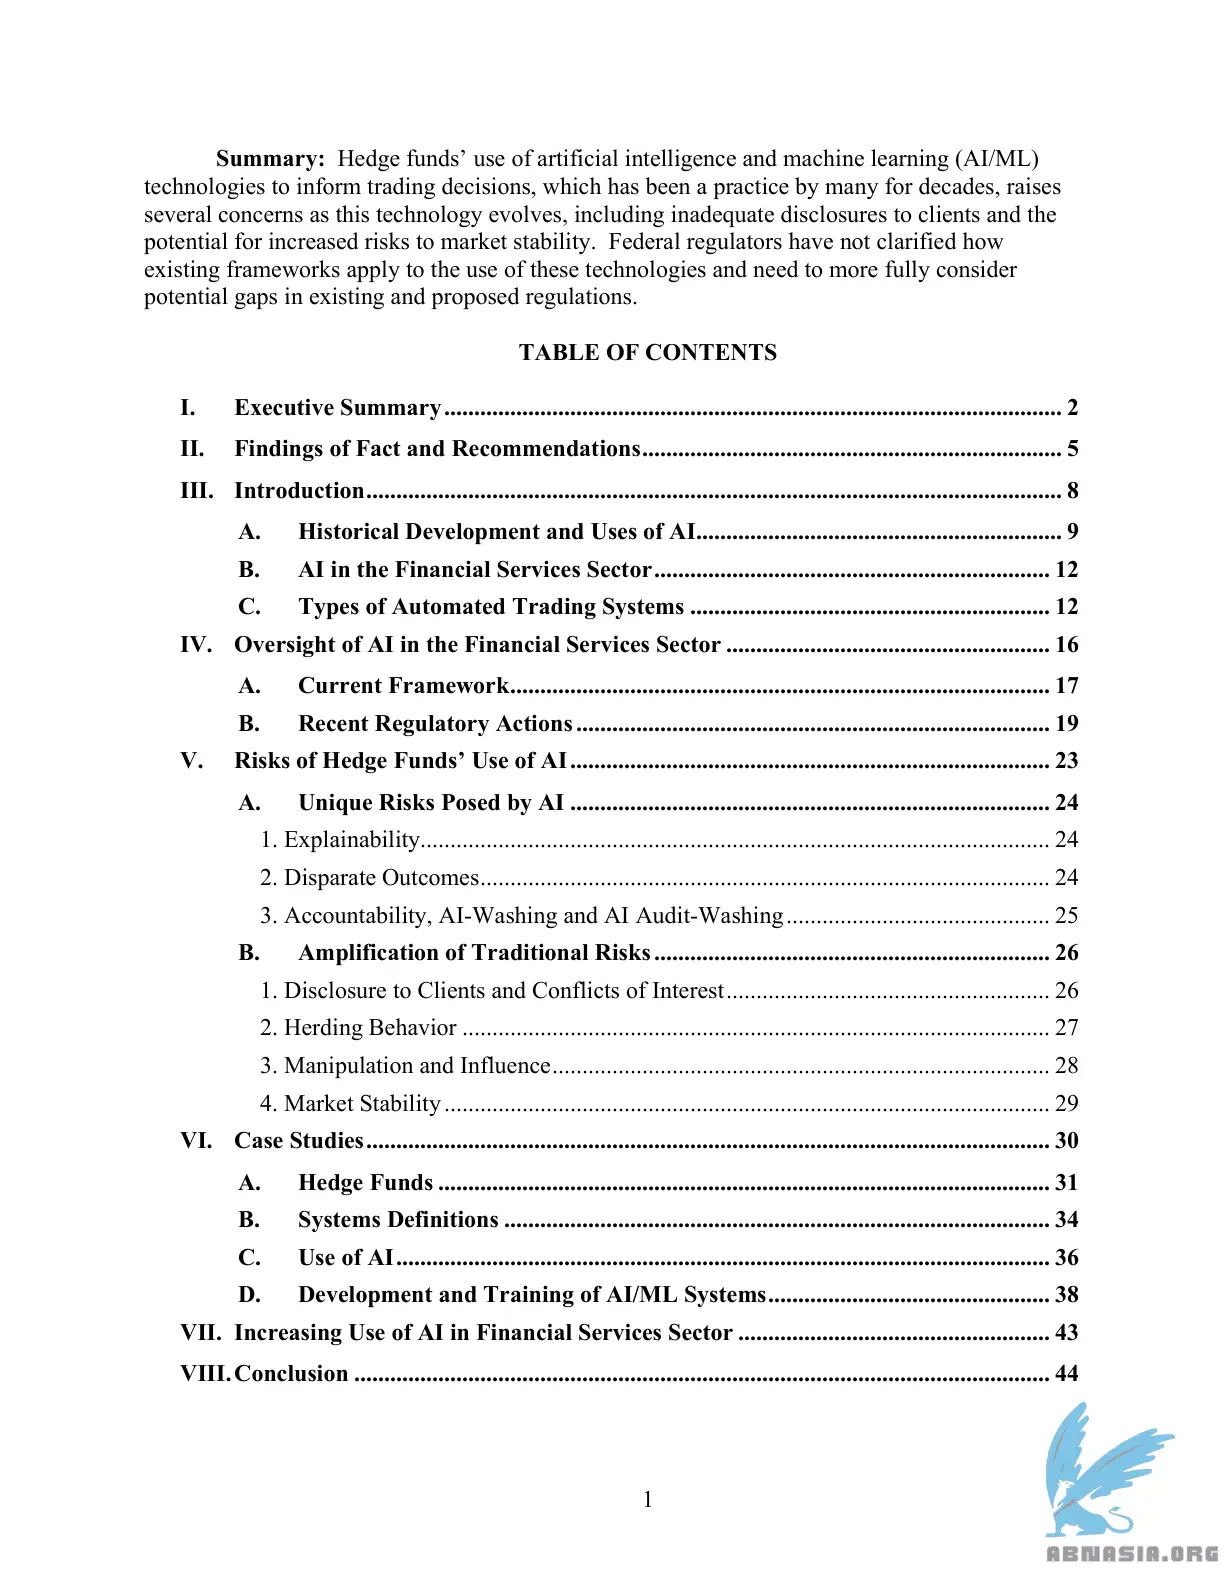 Summary: Hedge funds’ use of artificial intelligence and machine learning (AI/ML)
technologies to inform trading decisions, which has been a practice by many for decades, raises
several concerns as this technology evolves, including inadequate disclosures to clients and the
potential for increased risks to market stability. Federal regulators have not clarified how
existing frameworks apply to the use of these technologies and need to more fully consider
potential gaps in existing and proposed regulations.
TABLE OF CONTENTS
I. Executive Summary ........ 2
II. Findings of Fact and Recommendations ........ 5
III. Introduction ........ 8
A. Historical Development and Uses of AI ........ 9
B. AI in the Financial Services Sector ........ 12
C. Types of Automated Trading Systems ........ 12
IV. Oversight of AI in the Financial Services Sector ........ 16
A. Current Framework ........ 17
B. Recent Regulatory Actions ........ 19
V. Risks of Hedge Funds’ Use of AI ........ 23
A. Unique Risks Posed by AI ........ 24
1. Explainability ........ 24
2. Disparate Outcomes ........ 24
3. Accountability, AI-Washing and AI Audit-Washing ........ 25
B. Amplification of Traditional Risks ........ 26
1. Disclosure to Clients and Conflicts of Interest ........ 26
2. Herding Behavior ........ 27
3. Manipulation and Influence ........ 28
4. Market Stability ........ 29
VI. Case Studies ........ 30
A. Hedge Funds ........ 31
B. Systems Definitions ........ 34
C. Use of AI ........ 36
D. Development and Training of AI/ML Systems ........ 38
VII. Increasing Use of AI in Financial Services Sector ........ 43
VIII. Conclusion ........ 44
1
ABNASIA.ORG